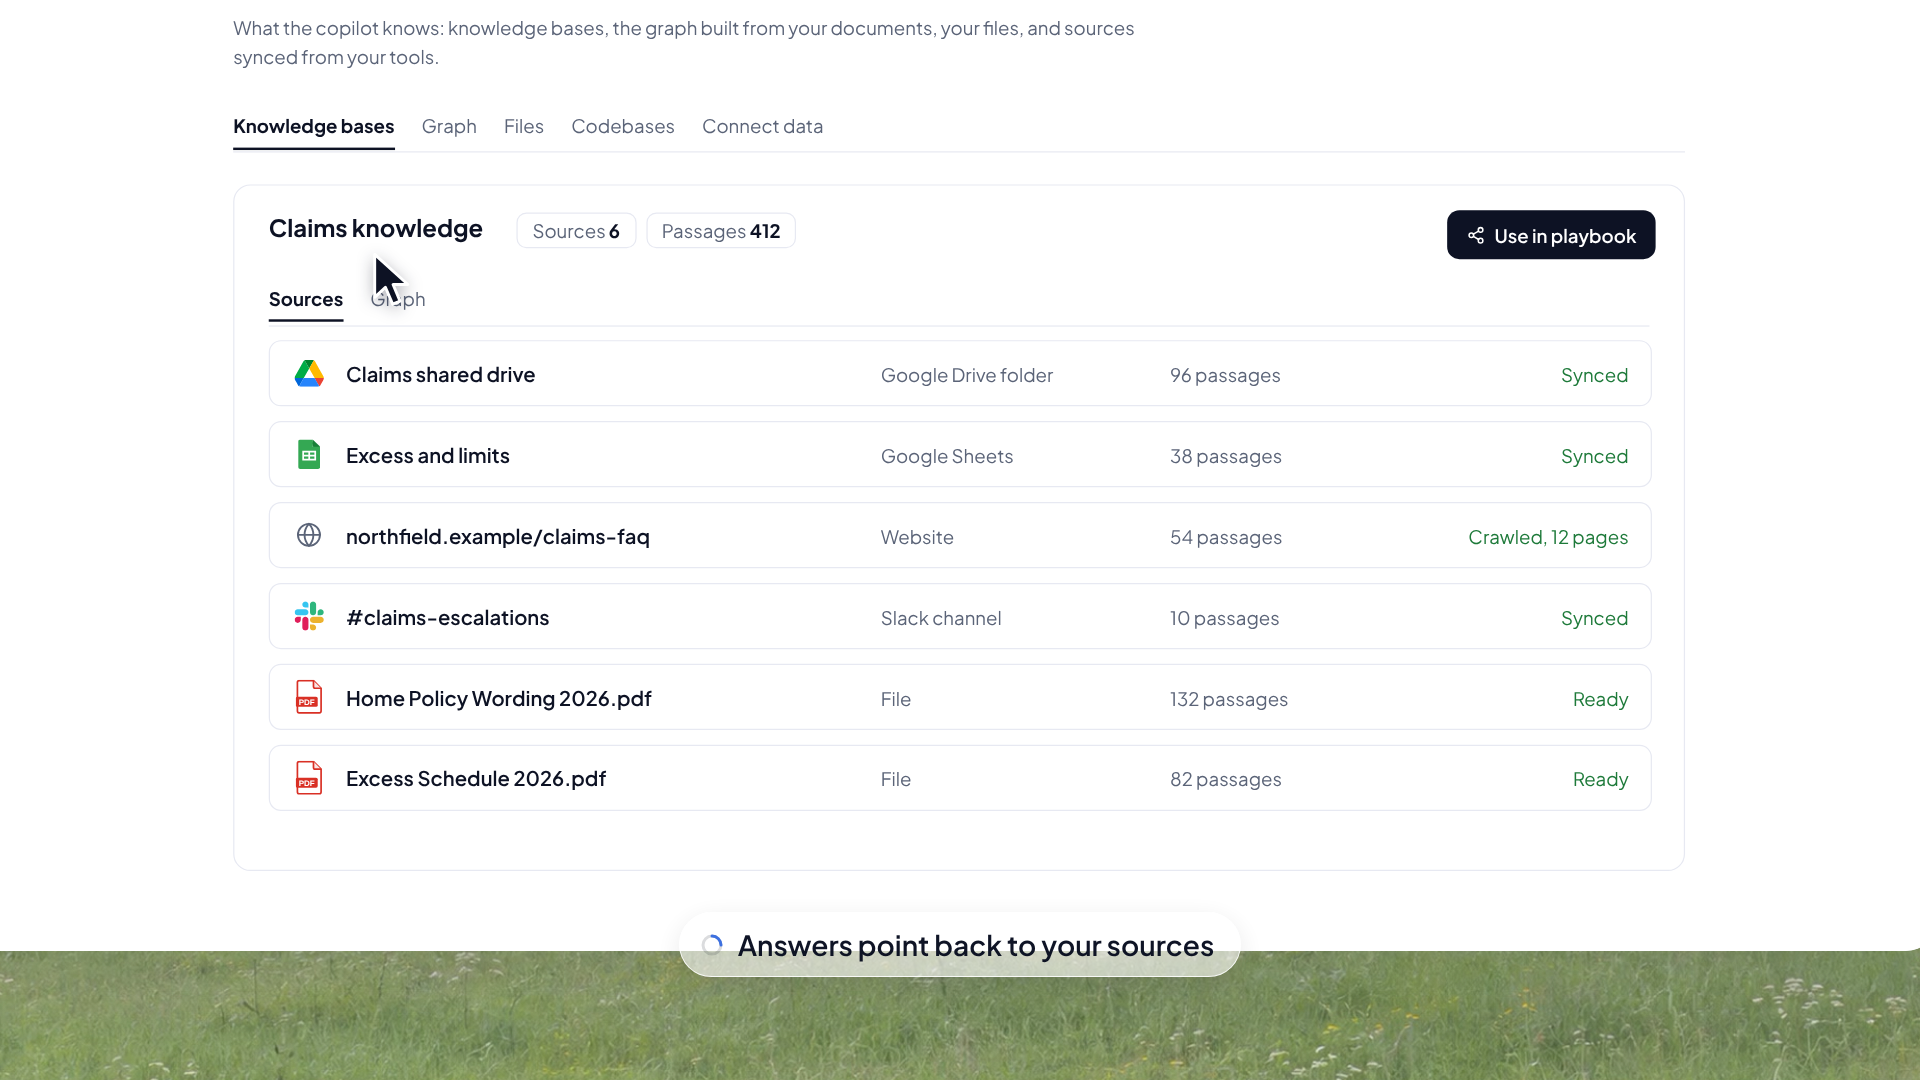 What the copilot knows: knowledge bases, the graph built from your documents, your files, and sources
synced from your tools.
Knowledge bases Graph Files Codebases Connect data
Claims knowledge Sources 6 Passages 412 Use in playbook
Sources Graph
Claims shared drive Google Drive folder 96 passages Synced
Excess and limits Google Sheets 38 passages Synced
northfield.example/claims-faq Website 54 passages Crawled, 12 pages
#claims-escalations Slack channel 10 passages Synced
PDF Home Policy Wording 2026.pdf File 132 passages Ready
PDF Excess Schedule 2026.pdf File 82 passages Ready
Answers point back to your sources